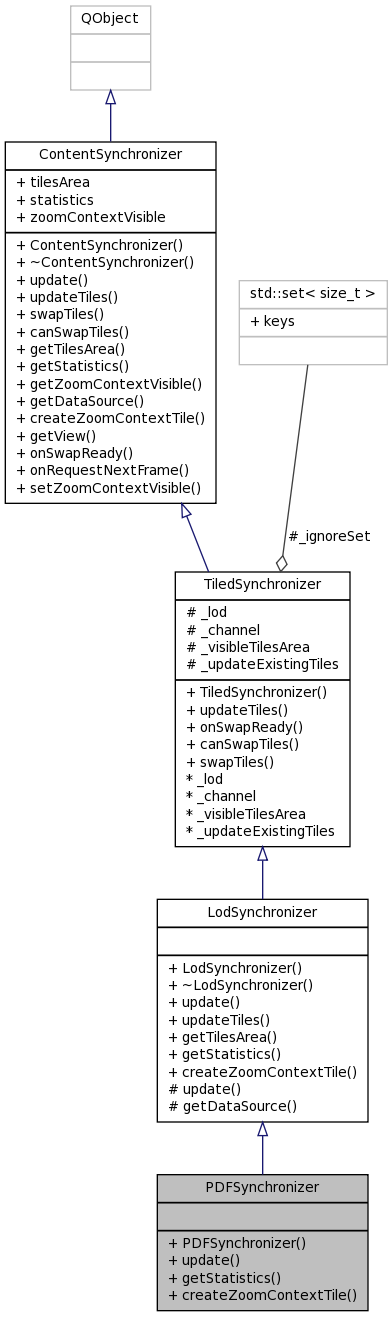 QObject
ContentSynchronizer
+ tilesArea
+ statistics
+ zoomContextVisible
+ ContentSynchronizer()
+ ~ContentSynchronizer()
+ update()
+ updateTiles()
+ swapTiles()
+ canSwapTiles()
+ getTilesArea()
+ getStatistics()
+ getZoomContextVisible()
+ getDataSource()
+ createZoomContextTile()
+ getView()
+ onSwapReady()
+ onRequestNextFrame()
+ setZoomContextVisible()
std::set< size_t >
+ keys
#_ignoreSet
TiledSynchronizer
# _lod
# _channel
# _visibleTilesArea
# _updateExistingTiles
+ TiledSynchronizer()
+ updateTiles()
+ onSwapReady()
+ canSwapTiles()
+ swapTiles()
* _lod
* _channel
* _visibleTilesArea
* _updateExistingTiles
LodSynchronizer
+ LodSynchronizer()
+ ~LodSynchronizer()
+ update()
+ updateTiles()
+ getTilesArea()
+ getStatistics()
+ createZoomContextTile()
# update()
# getDataSource()
PDFSynchronizer
+ PDFSynchronizer()
+ update()
+ getStatistics()
+ createZoomContextTile()